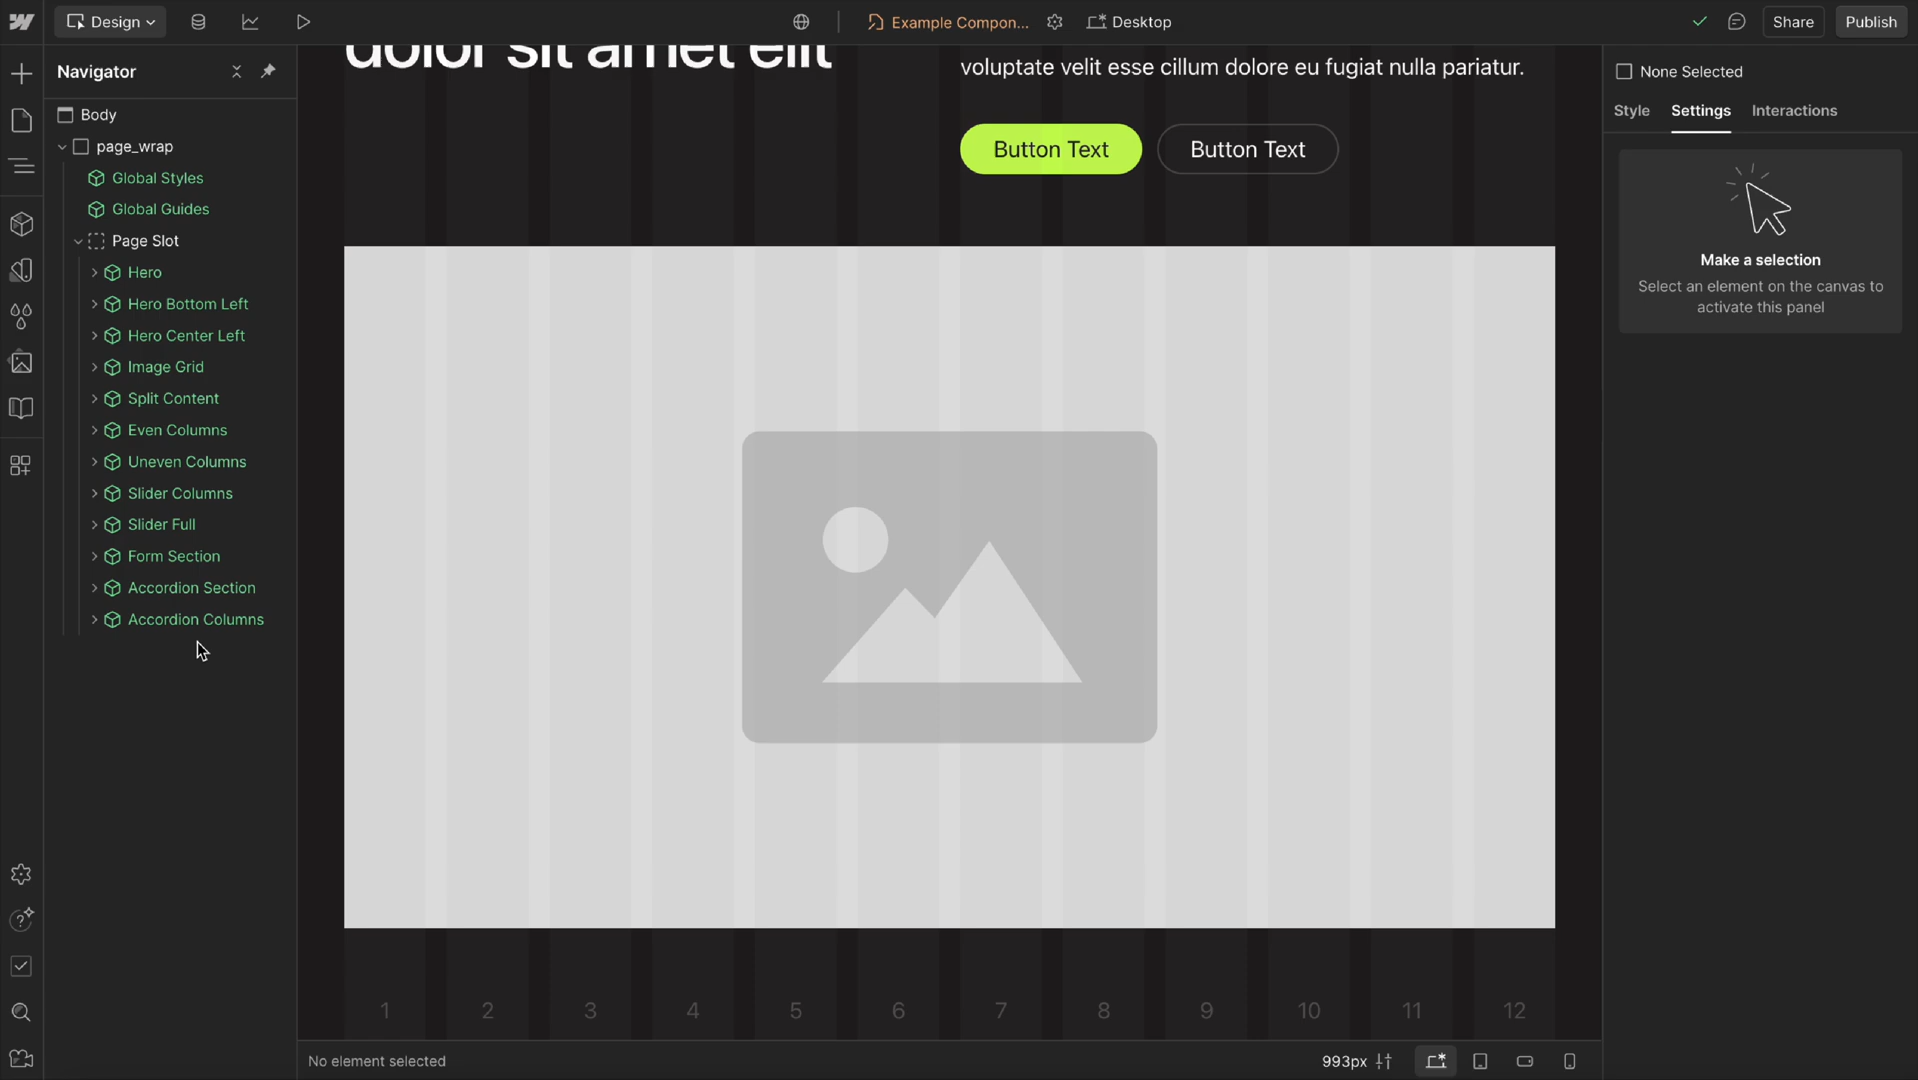 Design
Example Compon...
Desktop
Share
Publish
Navigator
Body
page_wrap
Global Styles
Global Guides
Page Slot
Hero
Hero Bottom Left
Hero Center Left
Image Grid
Split Content
Even Columns
Uneven Columns
Slider Columns
Slider Full
Form Section
Accordion Section
Accordion Columns
dolor sit amet elit
voluptate velit esse cillum dolore eu fugiat nulla pariatur.
Button Text
Button Text
1 2 3 4 5 6 7 8 9 10 11 12
No element selected
993px
None Selected
Style Settings Interactions
Make a selection
Select an element on the canvas to
activate this panel